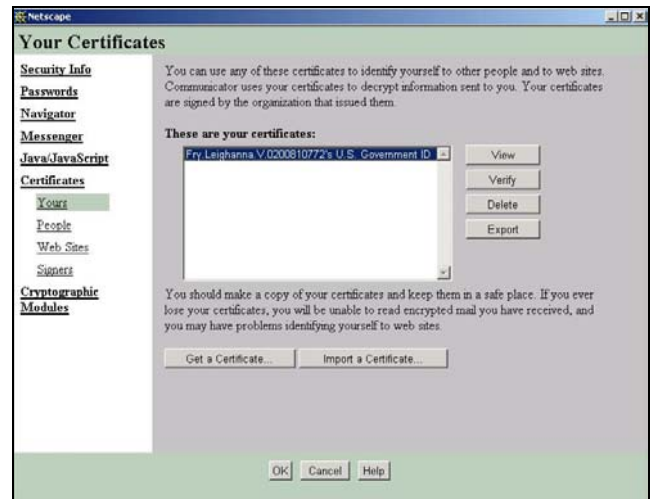 Netscape
Your Certificates
Security Info
Passwords
Navigator
Messenger
Java/JavaScript
Certificates
Yours
People
Web Sites
Signers
Cryptographic
Modules
You can use any of these certificates to identify yourself to other people and to web sites.
Communicator uses your certificates to decrypt information sent to you. Your certificates
are signed by the organization that issued them.
These are your certificates:
Fry.Leighanna.V.0200810772's U.S. Government ID
View
Verify
Delete
Export
You should make a copy of your certificates and keep them in a safe place. If you ever
lose your certificates, you will be unable to read encrypted mail you have received, and
you may have problems identifying yourself to web sites.
Get a Certificate...
Import a Certificate...
OK
Cancel
Help